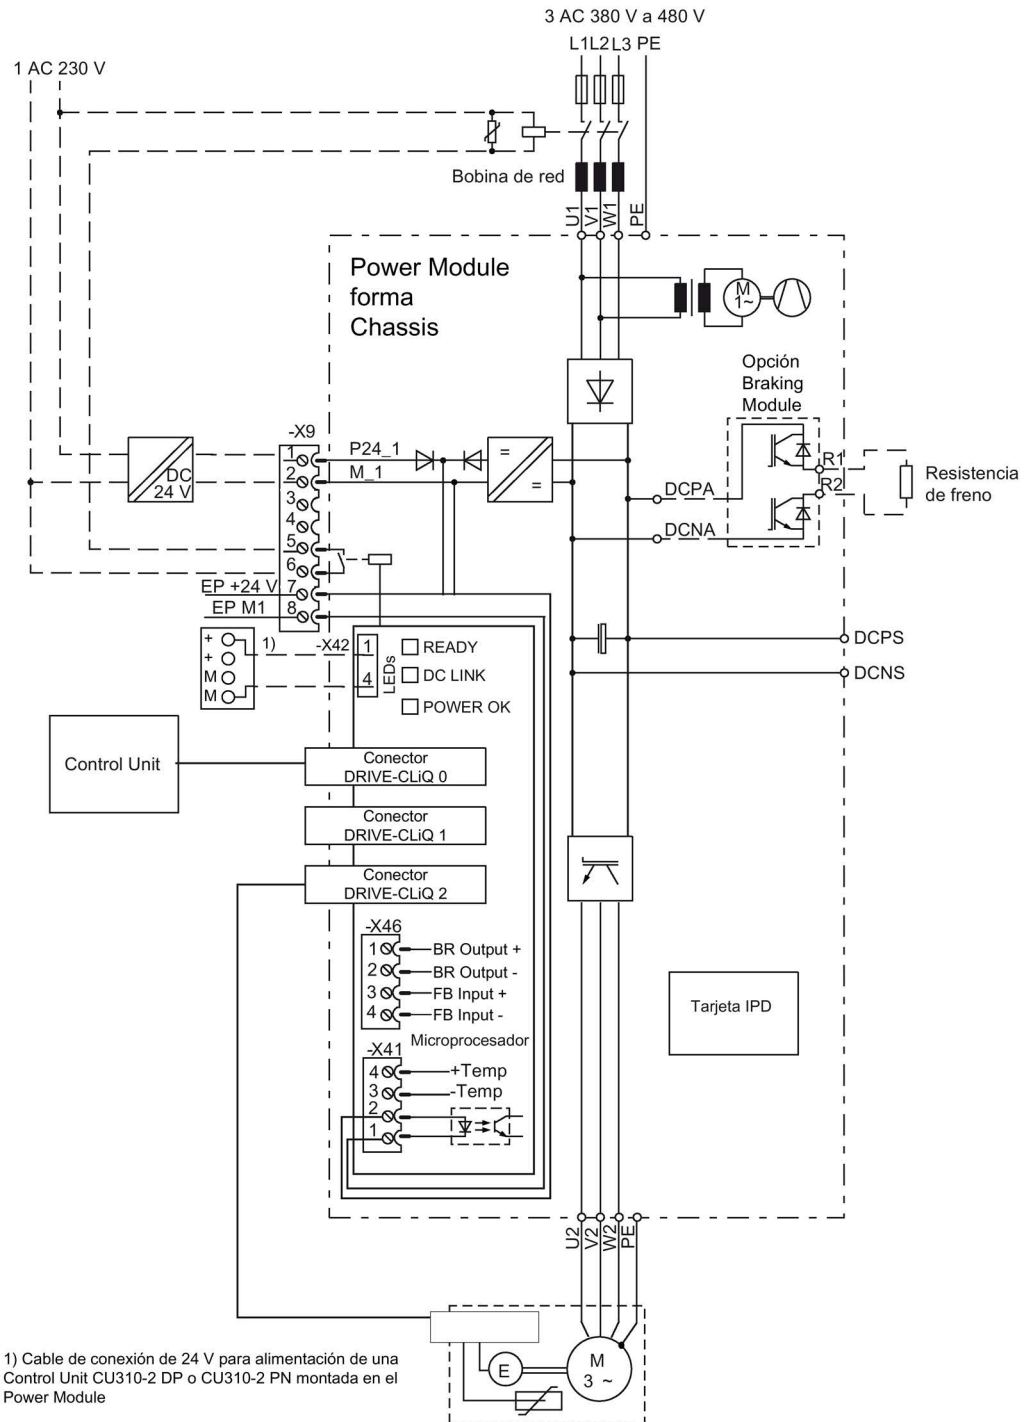 3 AC 380 V a 480 V
L1 L2 L3 PE
1 AC 230 V
Bobina de red
U1
V1
W1
PE
Power Module
forma
Chassis
M
1~
Opción
Braking
Module
-X9
1
2
3
4
5
6
7
8
P24_1
M_1
=
=
DC
24 V
DCPA
DCNA
R1
R2
Resistencia
de freno
EP +24 V
EP M1
+
+
M
M
1)
-X42
1
4
LEDs
READY
DC LINK
POWER OK
DCPS
DCNS
Control Unit
Conector
DRIVE-CLiQ 0
Conector
DRIVE-CLiQ 1
Conector
DRIVE-CLiQ 2
-X46
1 BR Output +
2 BR Output -
3 FB Input +
4 FB Input -
Microprocesador
-X41
4 +Temp
3 -Temp
2
1
Tarjeta IPD
U2
V2
W2
PE
E
M
3 ~
1) Cable de conexión de 24 V para alimentación de una
Control Unit CU310-2 DP o CU310-2 PN montada en el
Power Module